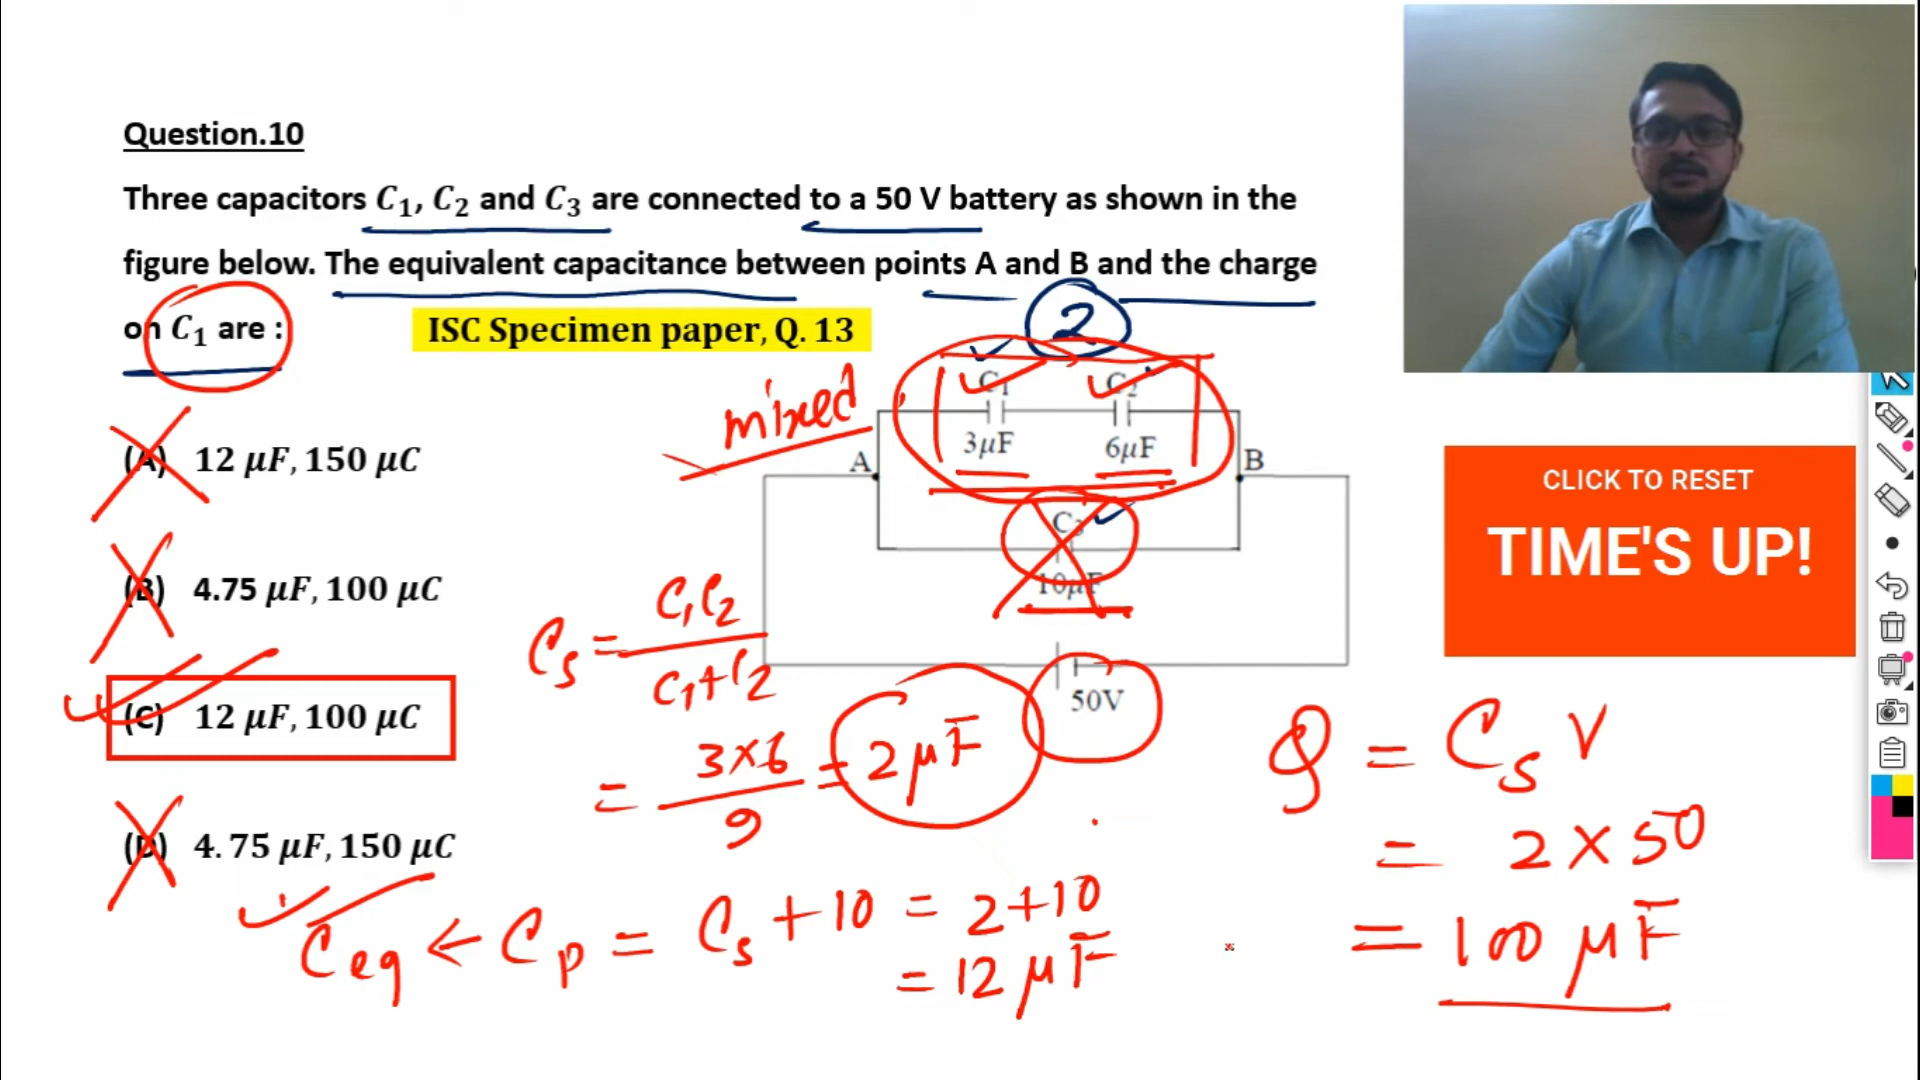 Question.10
Three capacitors C₁, C₂ and C₃ are connected to a 50 V battery as shown in the
figure below. The equivalent capacitance between points A and B and the charge
on C₁ are :
ISC Specimen paper, Q. 13
2
(A) 12 μF, 150 μC
(B) 4.75 μF, 100 μC
(C) 12 μF, 100 μC
(D) 4.75 μF, 150 μC
mixed
C₁ C₂
3μF 6μF
A B
C₃
10μF
50V
CLICK TO RESET
TIME'S UP!
Cs = C₁C₂ / C₁+C₂
= 3×6 / 9 = 2μF
Ceq ← Cp = Cs + 10 = 2+10
= 12 μF
Q = Cs V
= 2 × 50
= 100 μF